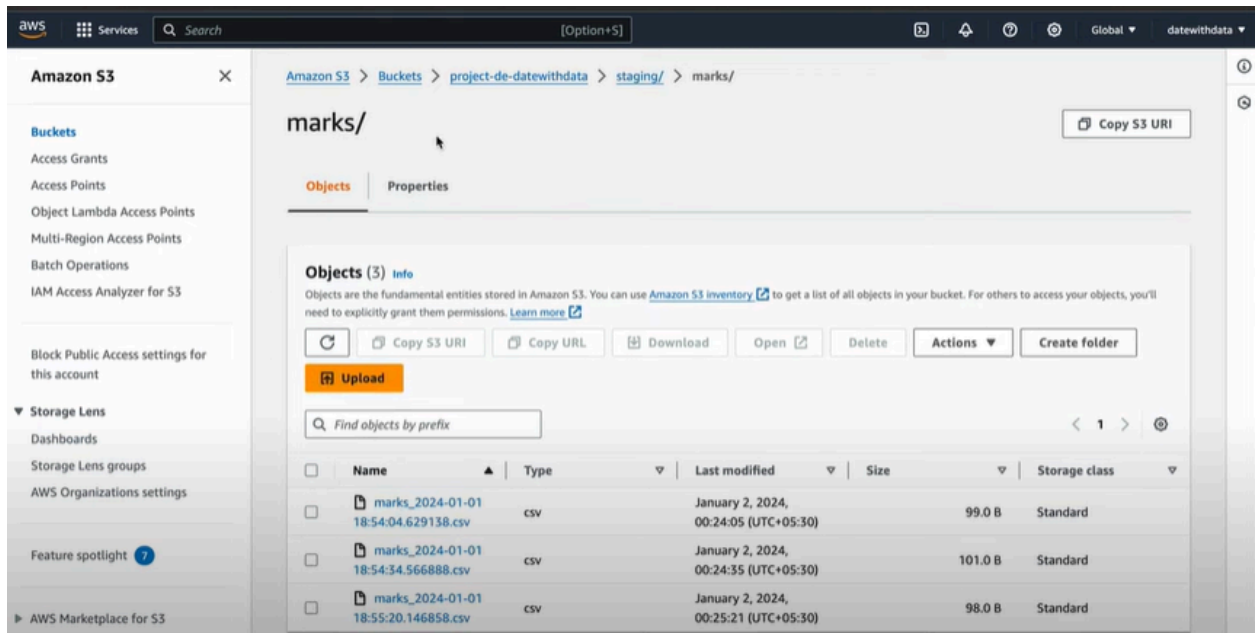 aws
Services
Search
[Option+S]
Global
datewithdata
Amazon S3
Buckets
Access Grants
Access Points
Object Lambda Access Points
Multi-Region Access Points
Batch Operations
IAM Access Analyzer for S3
Block Public Access settings for
this account
Storage Lens
Dashboards
Storage Lens groups
AWS Organizations settings
Feature spotlight 7
AWS Marketplace for S3
Amazon S3 > Buckets > project-de-datewithdata > staging/ > marks/
marks/
Copy S3 URI
Objects Properties
Objects (3) Info
Objects are the fundamental entities stored in Amazon S3. You can use Amazon S3 inventory to get a list of all objects in your bucket. For others to access your objects, you'll
need to explicitly grant them permissions. Learn more
Copy S3 URI Copy URL Download Open Delete Actions Create folder
Upload
Find objects by prefix
< 1 >
Name Type Last modified Size Storage class
marks_2024-01-01 January 2, 2024,
18:54:04.629138.csv csv 00:24:05 (UTC+05:30) 99.0 B Standard
marks_2024-01-01 January 2, 2024,
18:54:34.566888.csv csv 00:24:35 (UTC+05:30) 101.0 B Standard
marks_2024-01-01 January 2, 2024,
18:55:20.146858.csv csv 00:25:21 (UTC+05:30) 98.0 B Standard